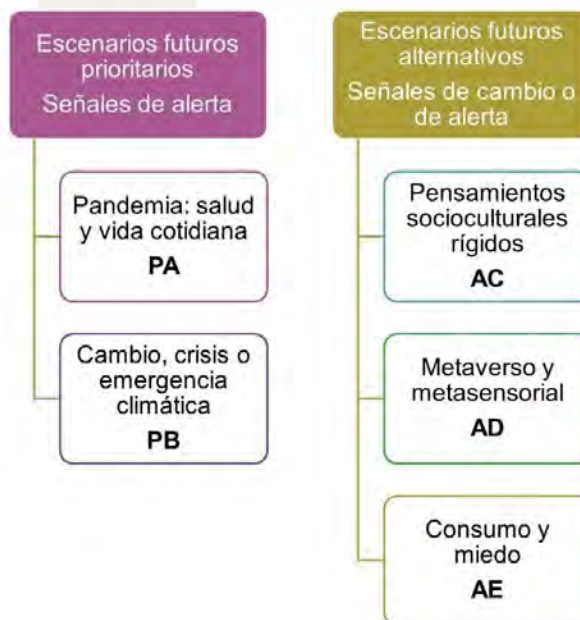 Escenarios futuros
prioritarios
Señales de alerta
Pandemia: salud
y vida cotidiana
PA
Cambio, crisis o
emergencia
climática
PB
Escenarios futuros
alternativos
Señales de cambio o
de alerta
Pensamientos
socioculturales
rígidos
AC
Metaverso y
metasensorial
AD
Consumo y
miedo
AE